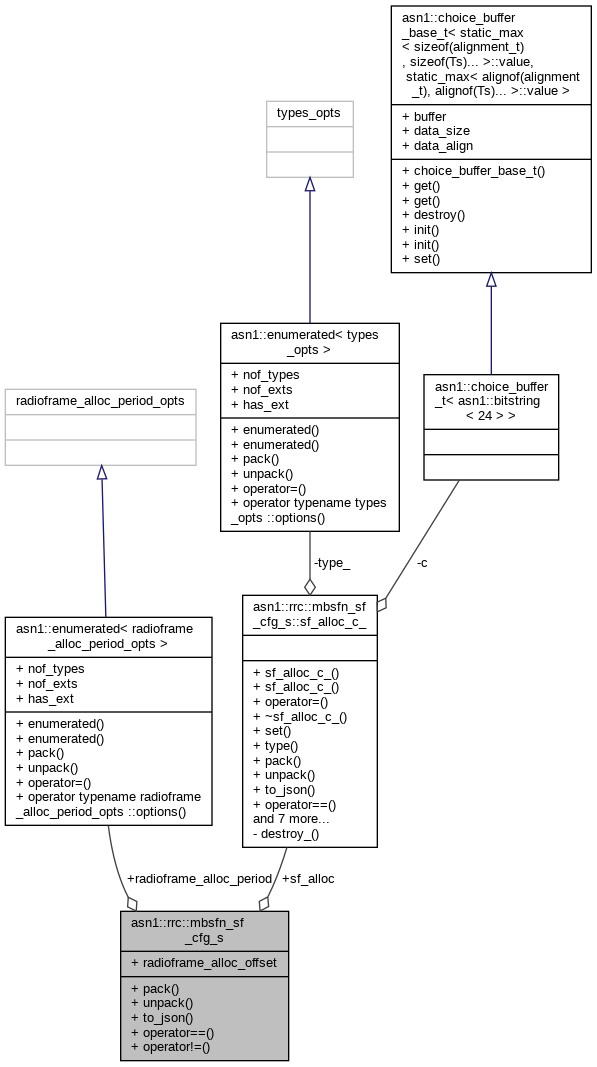 asn1::choice_buffer
_base_t< static_max
< sizeof(alignment_t)
, sizeof(Ts)... >::value,
static_max< alignof(alignment
_t), alignof(Ts)... >::value >
+ buffer
+ data_size
+ data_align
+ choice_buffer_base_t()
+ get()
+ get()
+ destroy()
+ init()
+ init()
+ set()
types_opts
asn1::enumerated< types
_opts >
+ nof_types
+ nof_exts
+ has_ext
+ enumerated()
+ enumerated()
+ pack()
+ unpack()
+ operator=()
+ operator typename types
_opts ::options()
asn1::choice_buffer
_t< asn1::bitstring
< 24 > >
radioframe_alloc_period_opts
-type_
-c
asn1::enumerated< radioframe
_alloc_period_opts >
+ nof_types
+ nof_exts
+ has_ext
+ enumerated()
+ enumerated()
+ pack()
+ unpack()
+ operator=()
+ operator typename radioframe
_alloc_period_opts ::options()
asn1::rrc::mbsfn_sf
_cfg_s::sf_alloc_c_
+ sf_alloc_c_()
+ sf_alloc_c_()
+ operator=()
+ ~sf_alloc_c_()
+ set()
+ type()
+ pack()
+ unpack()
+ to_json()
+ operator==()
and 7 more...
- destroy_()
+radioframe_alloc_period
+sf_alloc
asn1::rrc::mbsfn_sf
_cfg_s
+ radioframe_alloc_offset
+ pack()
+ unpack()
+ to_json()
+ operator==()
+ operator!=()